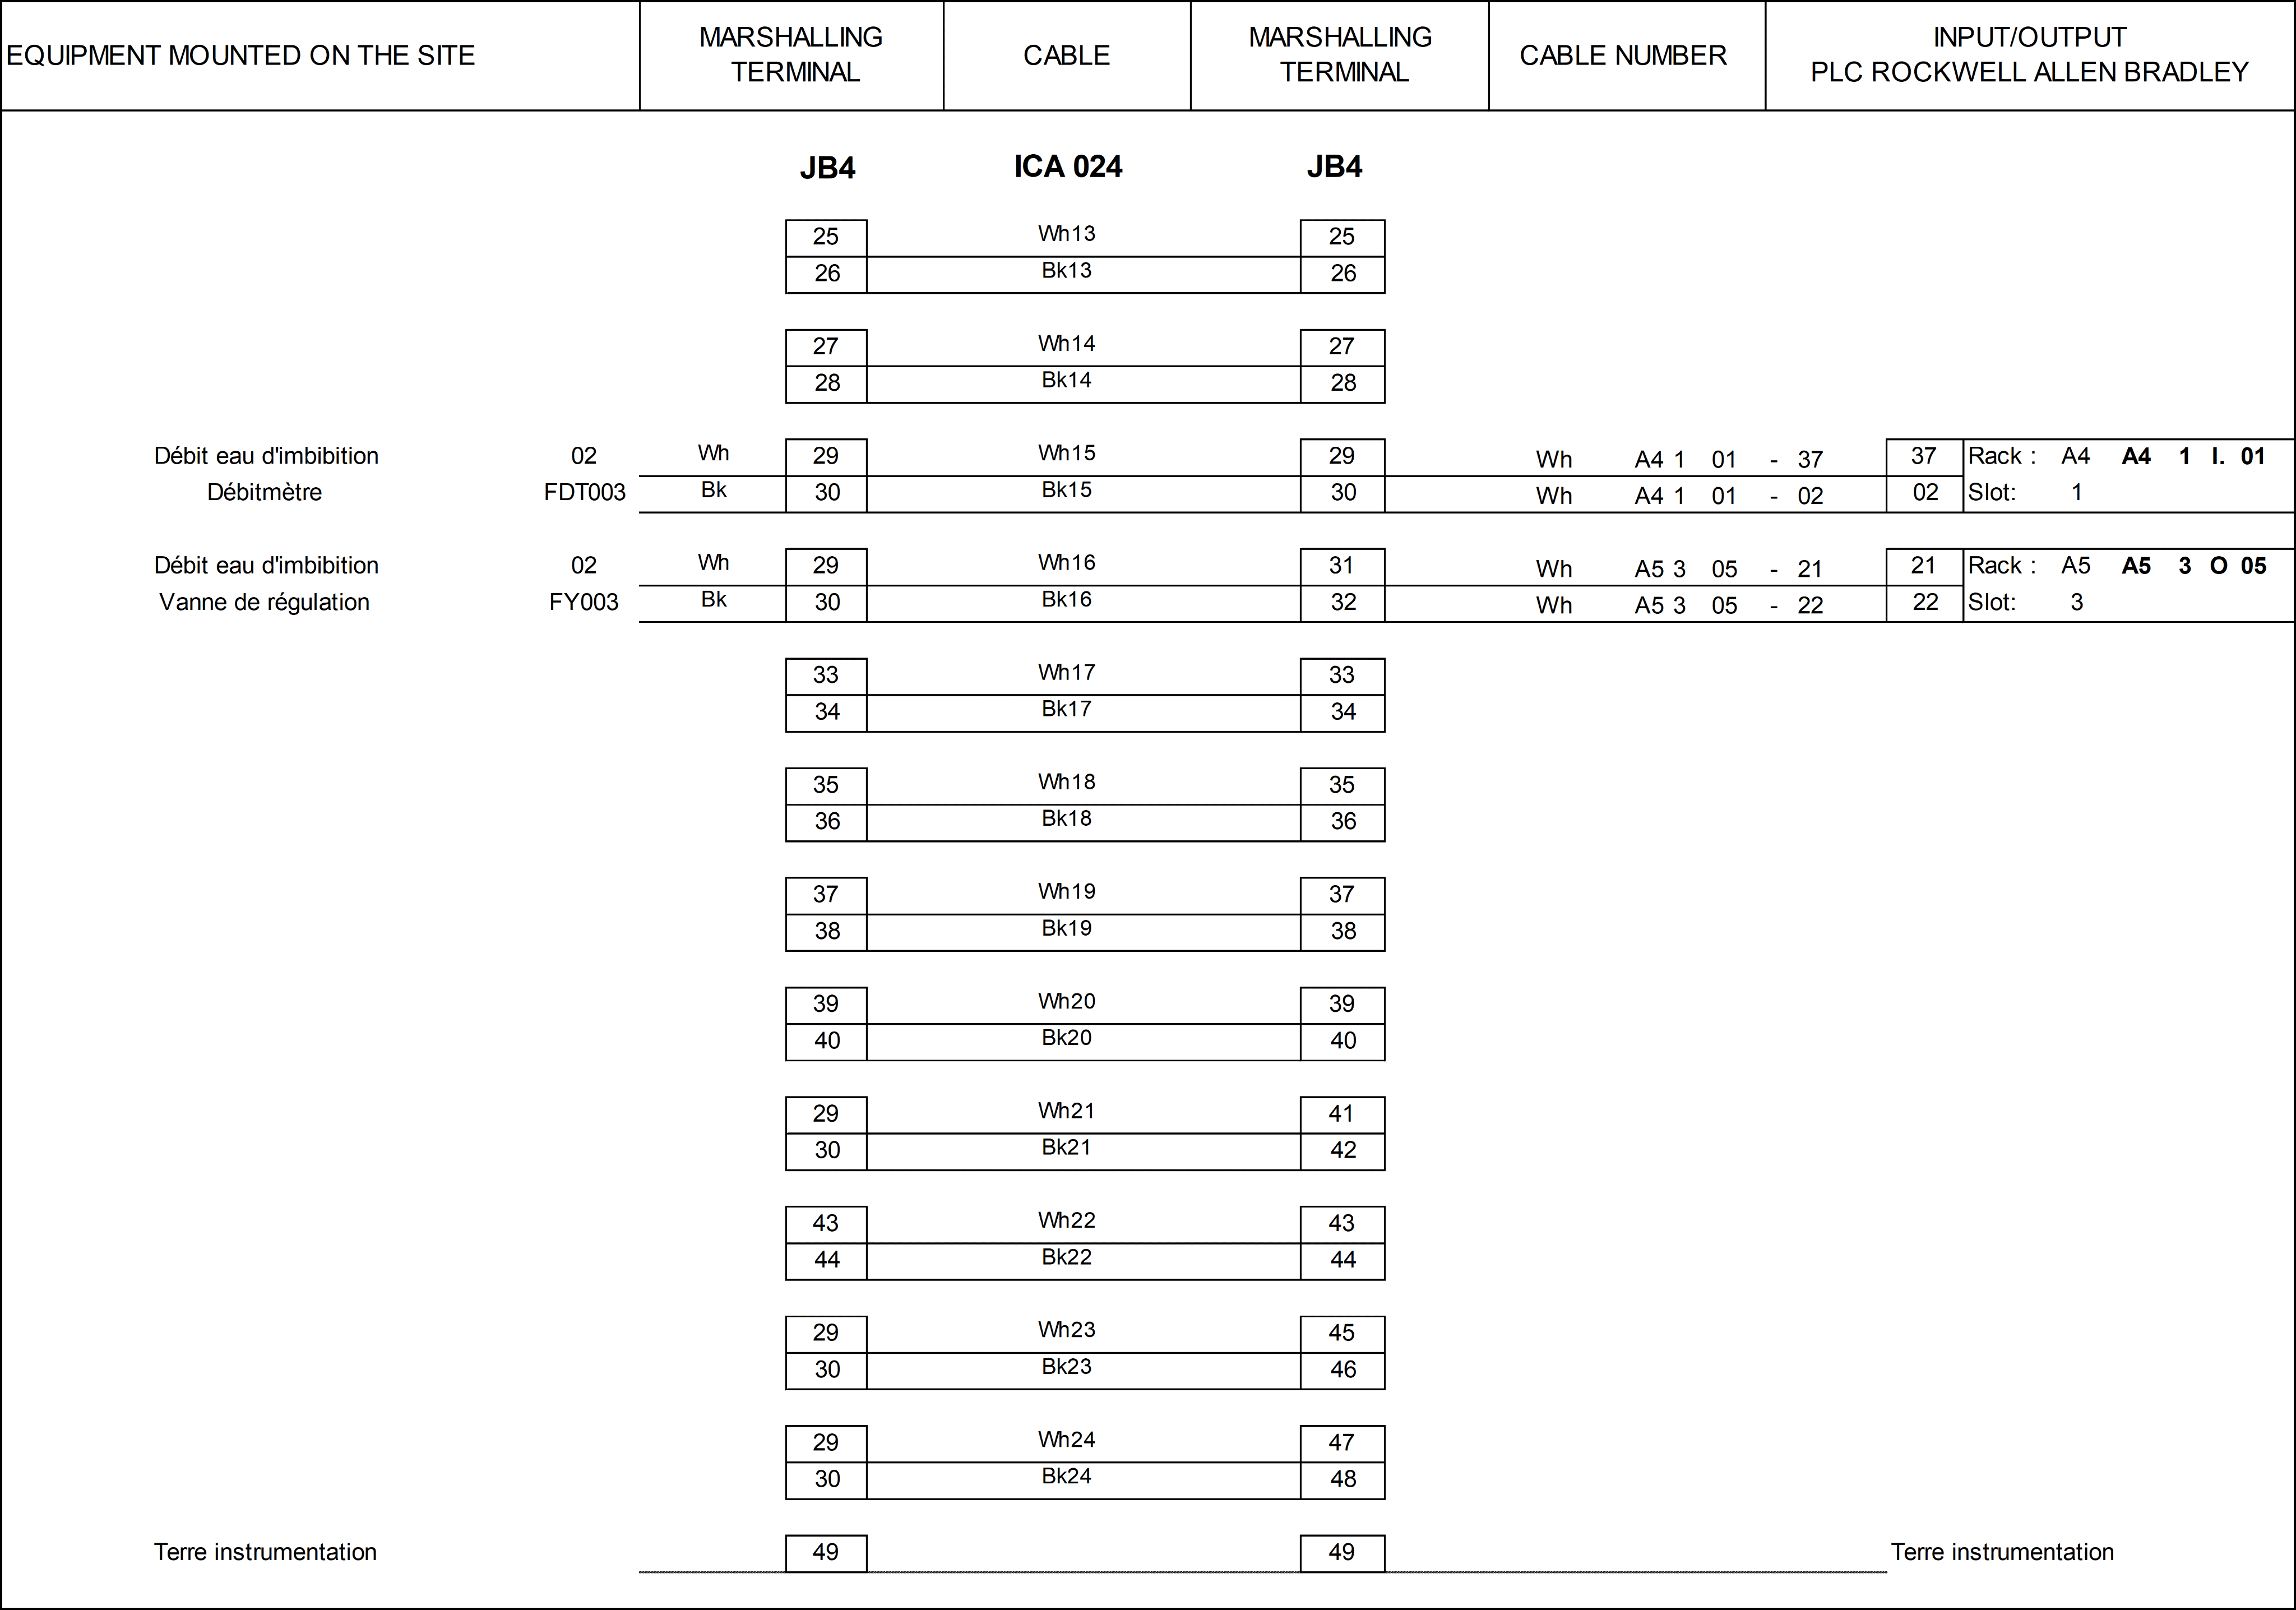 EQUIPMENT MOUNTED ON THE SITE
MARSHALLING
TERMINAL
CABLE
MARSHALLING
TERMINAL
CABLE NUMBER
INPUT/OUTPUT
PLC ROCKWELL ALLEN BRADLEY
JB4 ICA 024 JB4
25 Wh13 25
26 Bk13 26
27 Wh14 27
28 Bk14 28
Débit eau d'imbibition 02 Wh 29 Wh15 29 Wh A4 1 01 - 37 37 Rack : A4 A4 1 I. 01
Débitmètre FDT003 Bk 30 Bk15 30 Wh A4 1 01 - 02 02 Slot: 1
Débit eau d'imbibition 02 Wh 29 Wh16 31 Wh A5 3 05 - 21 21 Rack : A5 A5 3 O 05
Vanne de régulation FY003 Bk 30 Bk16 32 Wh A5 3 05 - 22 22 Slot: 3
33 Wh17 33
34 Bk17 34
35 Wh18 35
36 Bk18 36
37 Wh19 37
38 Bk19 38
39 Wh20 39
40 Bk20 40
29 Wh21 41
30 Bk21 42
43 Wh22 43
44 Bk22 44
29 Wh23 45
30 Bk23 46
29 Wh24 47
30 Bk24 48
Terre instrumentation 49 49 Terre instrumentation